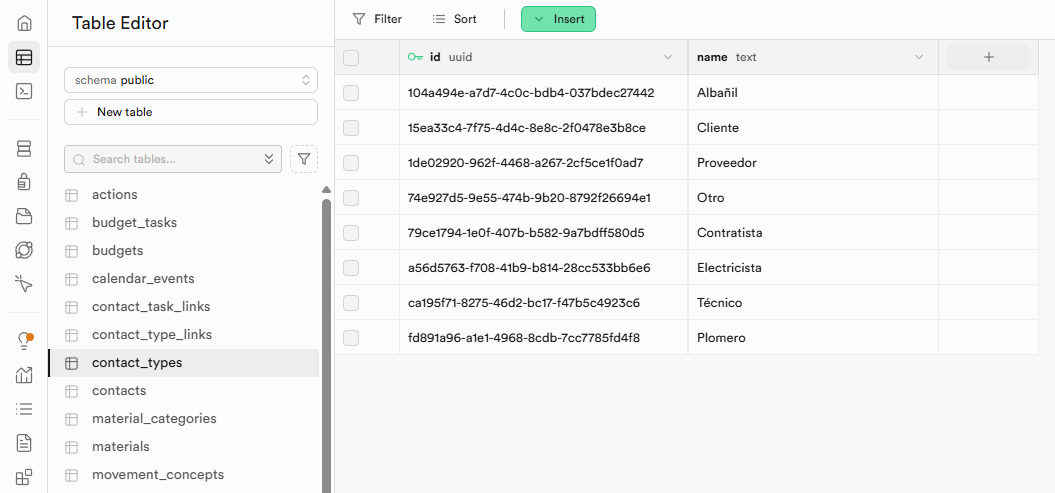 Table Editor
schema public
New table
Search tables...
actions
budget_tasks
budgets
calendar_events
contact_task_links
contact_type_links
contact_types
contacts
material_categories
materials
movement_concepts
Filter Sort Insert
id uuid name text +
104a494e-a7d7-4c0c-bdb4-037bdec27442 Albañil
15ea33c4-7f75-4d4c-8e8c-2f0478e3b8ce Cliente
1de02920-962f-4468-a267-2cf5ce1f0ad7 Proveedor
74e927d5-9e55-474b-9b20-8792f26694e1 Otro
79ce1794-1e0f-407b-b582-9a7bdff580d5 Contratista
a56d5763-f708-41b9-b814-28cc533bb6e6 Electricista
ca195f71-8275-46d2-bc17-f47b5c4923c6 Técnico
fd891a96-a1e1-4968-8cdb-7cc7785fd4f8 Plomero